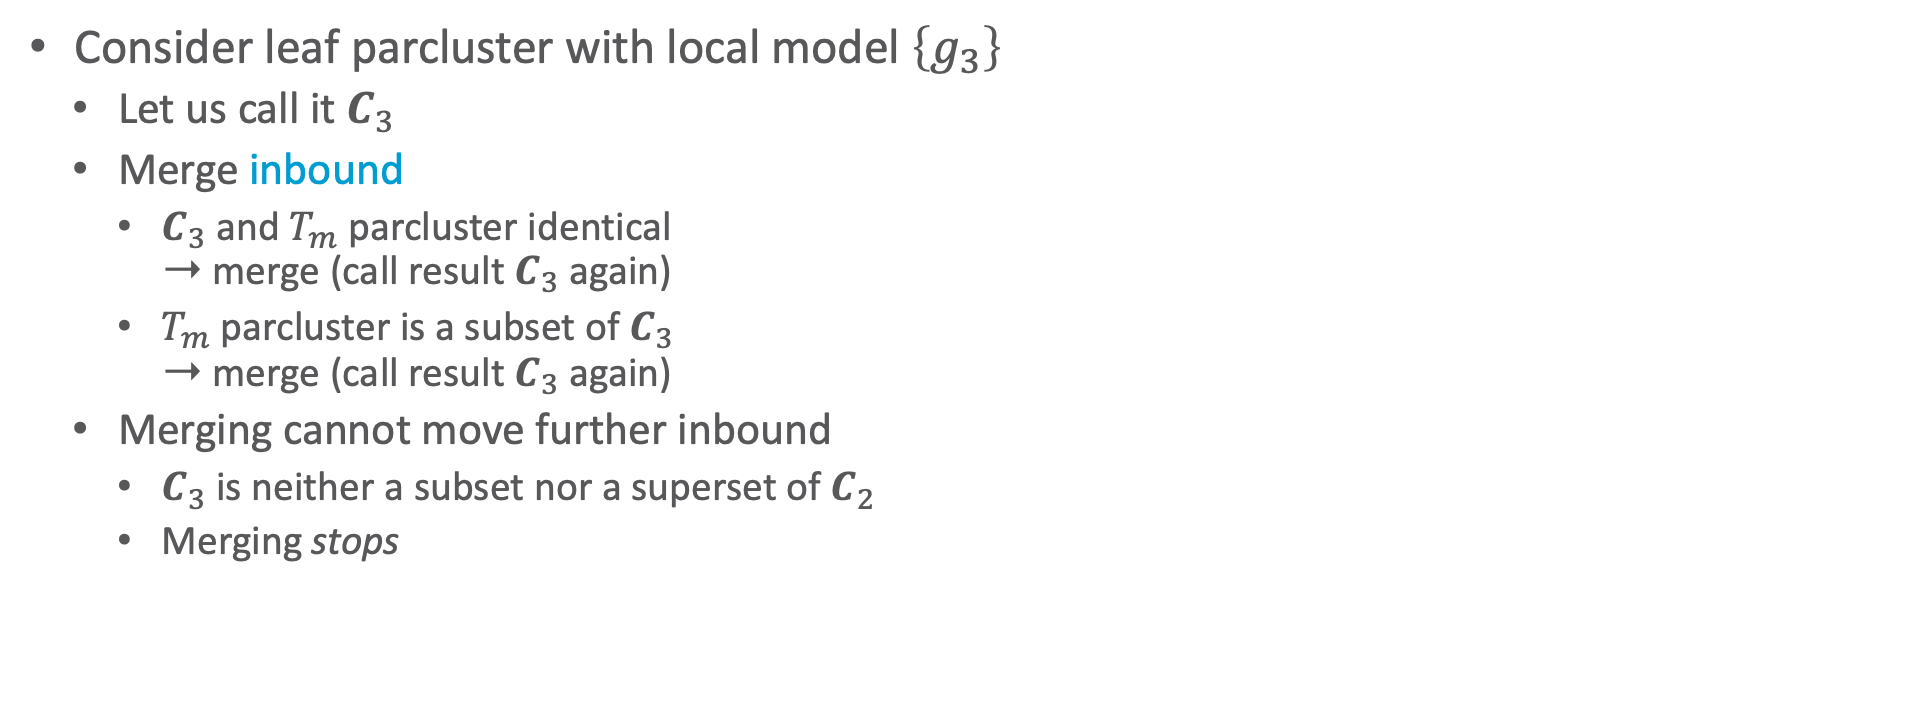 • Consider leaf parcluster with local model {g₃}
• Let us call it C₃
• Merge inbound
• C₃ and Tₘ parcluster identical
→ merge (call result C₃ again)
• Tₘ parcluster is a subset of C₃
→ merge (call result C₃ again)
• Merging cannot move further inbound
• C₃ is neither a subset nor a superset of C₂
• Merging stops